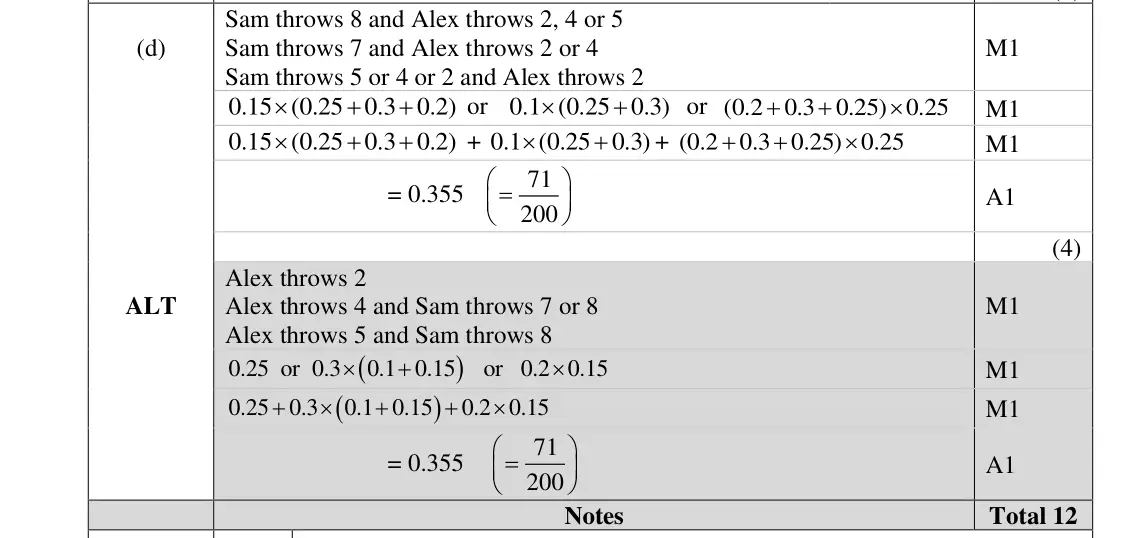 (d)
Sam throws 8 and Alex throws 2, 4 or 5
Sam throws 7 and Alex throws 2 or 4
Sam throws 5 or 4 or 2 and Alex throws 2
M1
0.15×(0.25+0.3+0.2) or 0.1×(0.25+0.3) or (0.2+0.3+0.25)×0.25 M1
0.15×(0.25+0.3+0.2) + 0.1×(0.25+0.3)+ (0.2+0.3+0.25)×0.25 M1
= 0.355 (= 71/200) A1
(4)
ALT
Alex throws 2
Alex throws 4 and Sam throws 7 or 8
Alex throws 5 and Sam throws 8
M1
0.25 or 0.3×(0.1+0.15) or 0.2×0.15 M1
0.25+0.3×(0.1+0.15)+0.2×0.15 M1
= 0.355 (= 71/200) A1
Notes Total 12